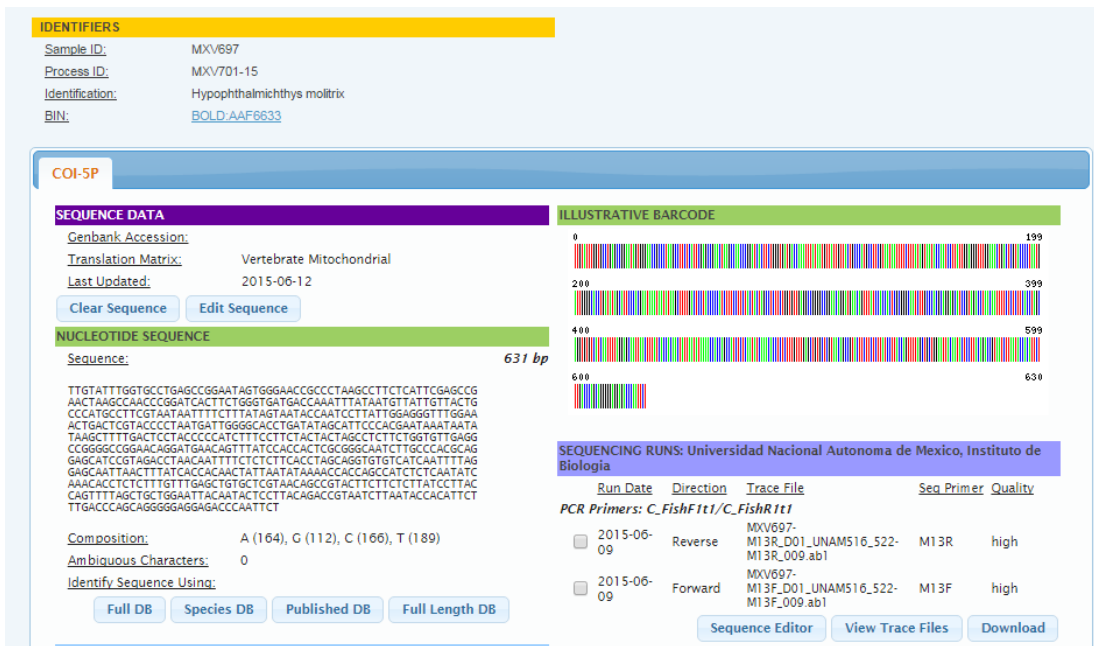 IDENTIFIERS
Sample ID: MXV697
Process ID: MXV701-15
Identification: Hypophthalmichthys molitrix
BIN: BOLD:AAF6633
COI-5P
SEQUENCE DATA
Genbank Accession:
Translation Matrix: Vertebrate Mitochondrial
Last Updated: 2015-06-12
Clear Sequence Edit Sequence
NUCLEOTIDE SEQUENCE
Sequence: 631 bp
TTGTATTTGGTGCCTGAGCCGGAATAGTGGGAACCGCCCTAAGCCTTCTCATTCGAGCCG
AACTAAGCCAACCCGGATCACTTCTGGGTGATGACCAAATTTATAATGTTATTGTTACTG
CCCATGCCTTCGTAATAATTTTCTTTATAGTAATACCAATCCTTATTGGAGGGTTTGGAA
ACTGACTCGTACCCCTAATGATTGGGGCACCTGATATAGCATTCCCACGAATAAATAATA
TAAGCTTTTGACTCCTACCCCCATCTTTCCTTCTACTACTAGCCTCTTCTGGTGTTGAGG
CCGGGGCCGGAACAGGATGAACAGTTTATCCACCACTCGCGGGCAATCTTGCCCACGCAG
GAGCATCCGTAGACCTAACAATTTTCTCTCTTCACCTAGCAGGTGTGTCATCAATTTTAG
GAGCAATTAACTTTATCACCACAACTATTAATATAAAACCACCAGCCATCTCTCAATATC
AAACACCTCTCTTTGTTTGAGCTGTGCTCGTAACAGCCGTACTTCTTCTCTTATCCTTAC
CAGTTTTAGCTGCTGGAATTACAATACTCCTTACAGACCGTAATCTTAATACCACATTCT
TTGACCCAGCAGGGGGAGGAGACCCAATTCT
Composition: A (164), G (112), C (166), T (189)
Ambiguous Characters: 0
Identify Sequence Using:
Full DB Species DB Published DB Full Length DB
ILLUSTRATIVE BARCODE
0 199
200 399
400 599
600 630
SEQUENCING RUNS: Universidad Nacional Autonoma de Mexico, Instituto de
Biologia
Run Date Direction Trace File Seq Primer Quality
PCR Primers: C_FishF1t1/C_FishR1t1
2015-06-
09 Reverse MXV697-
M13R_D01_UNAM516_522-
M13R_009.ab1 M13R high
2015-06-
09 Forward MXV697-
M13F_D01_UNAM516_522-
M13F_009.ab1 M13F high
Sequence Editor View Trace Files Download